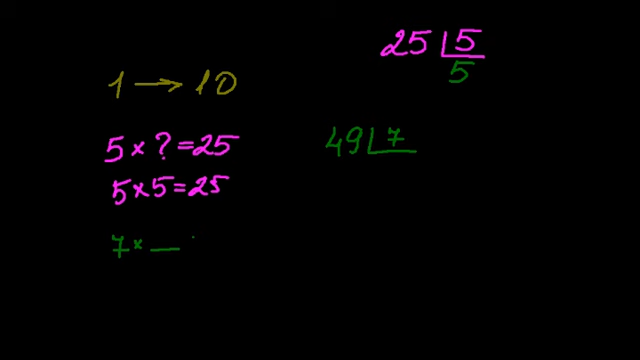 25 | 5
5
1 → 10
5 × ? = 25
49 | 7
5 × 5 = 25
7 × __